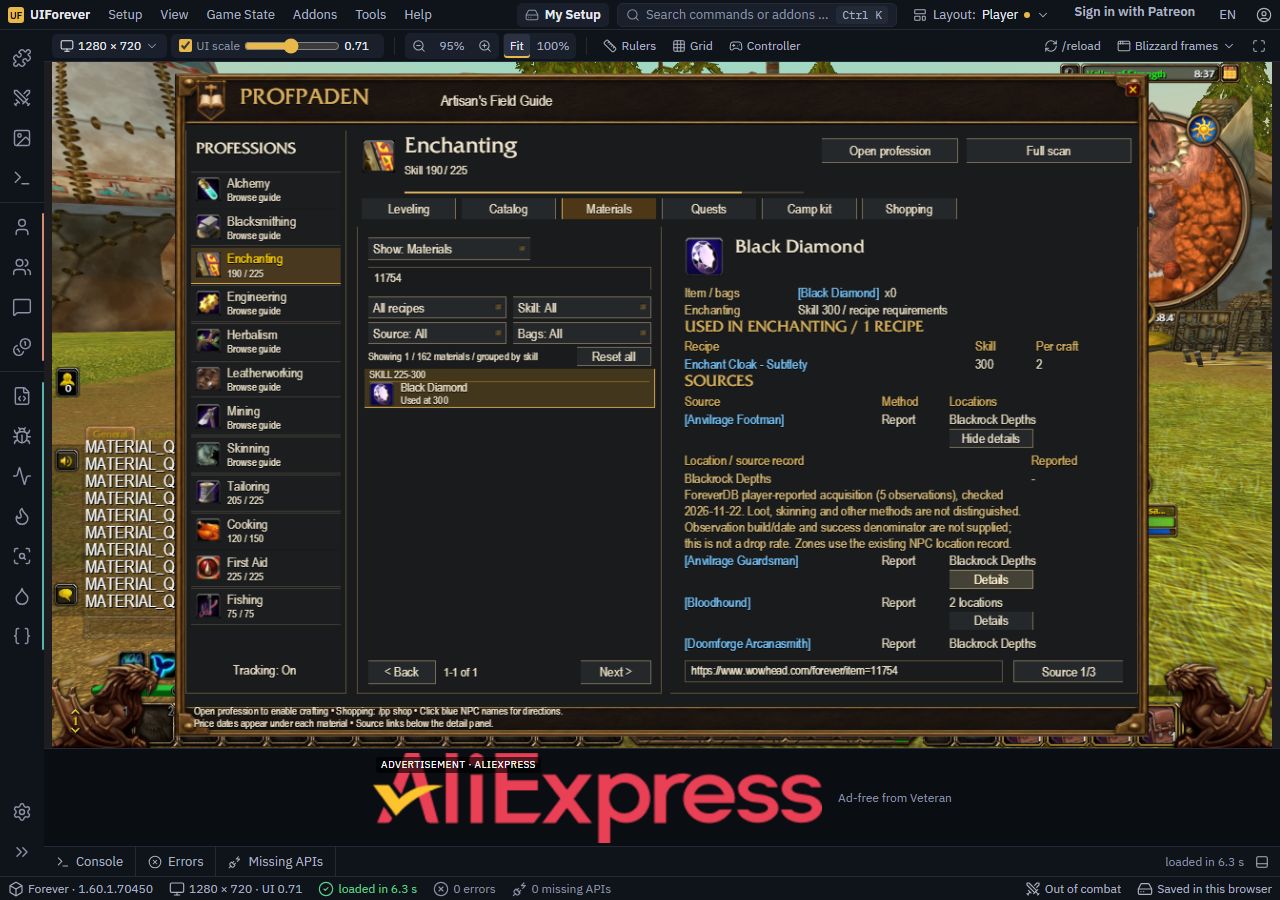 UF UIForever Setup View Game State Addons Tools Help My Setup Search commands or addons ... Ctrl K Layout: Player Sign in with Patreon EN
1280 × 720 UI scale 0.71 95% Fit 100% Rulers Grid Controller /reload Blizzard frames
8:37
PROFPADEN
Artisan's Field Guide
PROFESSIONS
Alchemy
Browse guide
Blacksmithing
Browse guide
Enchanting
190 / 225
Engineering
Browse guide
Herbalism
Browse guide
Leatherworking
Browse guide
Mining
Browse guide
Skinning
Browse guide
Tailoring
205 / 225
Cooking
120 / 150
First Aid
225 / 225
Fishing
75 / 75
Tracking: On
Enchanting
Skill 190 / 225
Open profession Full scan
Leveling Catalog Materials Quests Camp kit Shopping
Show: Materials
11754
All recipes Skill: All
Source: All Bags: All
Showing 1 / 162 materials / grouped by skill Reset all
SKILL 225-300
Black Diamond
Used at 300
< Back 1-1 of 1 Next >
Black Diamond
Item / bags [Black Diamond] x0
Enchanting Skill 300 / recipe requirements
USED IN ENCHANTING / 1 RECIPE
Recipe Skill Per craft
Enchant Cloak - Subtlety 300 2
SOURCES
Source Method Locations
[Anvilrage Footman] Report Blackrock Depths
Hide details
Location / source record Reported
Blackrock Depths -
ForeverDB player-reported acquisition (5 observations), checked
2026-11-22. Loot, skinning and other methods are not distinguished.
Observation build/date and success denominator are not supplied;
this is not a drop rate. Zones use the existing NPC location record.
[Anvilrage Guardsman] Report Blackrock Depths
Details
[Bloodhound] Report 2 locations
Details
[Doomforge Arcanasmith] Report Blackrock Depths
https://www.wowhead.com/forever/item=11754 Source 1/3
Open profession to enable crafting • Shopping: /pp shop • Click blue NPC names for directions.
Price dates appear under each material • Source links below the detail panel.
0
General
MATERIAL_Q
MATERIAL_Q
MATERIAL_Q
MATERIAL_Q
MATERIAL_Q
MATERIAL_Q
MATERIAL_Q
MATERIAL_Q
MATERIAL_Q
MATERIAL_Q
1
ADVERTISEMENT · ALIEXPRESS
AliExpress
Ad-free from Veteran
Console Errors Missing APIs loaded in 6.3 s
Forever · 1.60.1.70450 1280 × 720 · UI 0.71 loaded in 6.3 s 0 errors 0 missing APIs Out of combat Saved in this browser